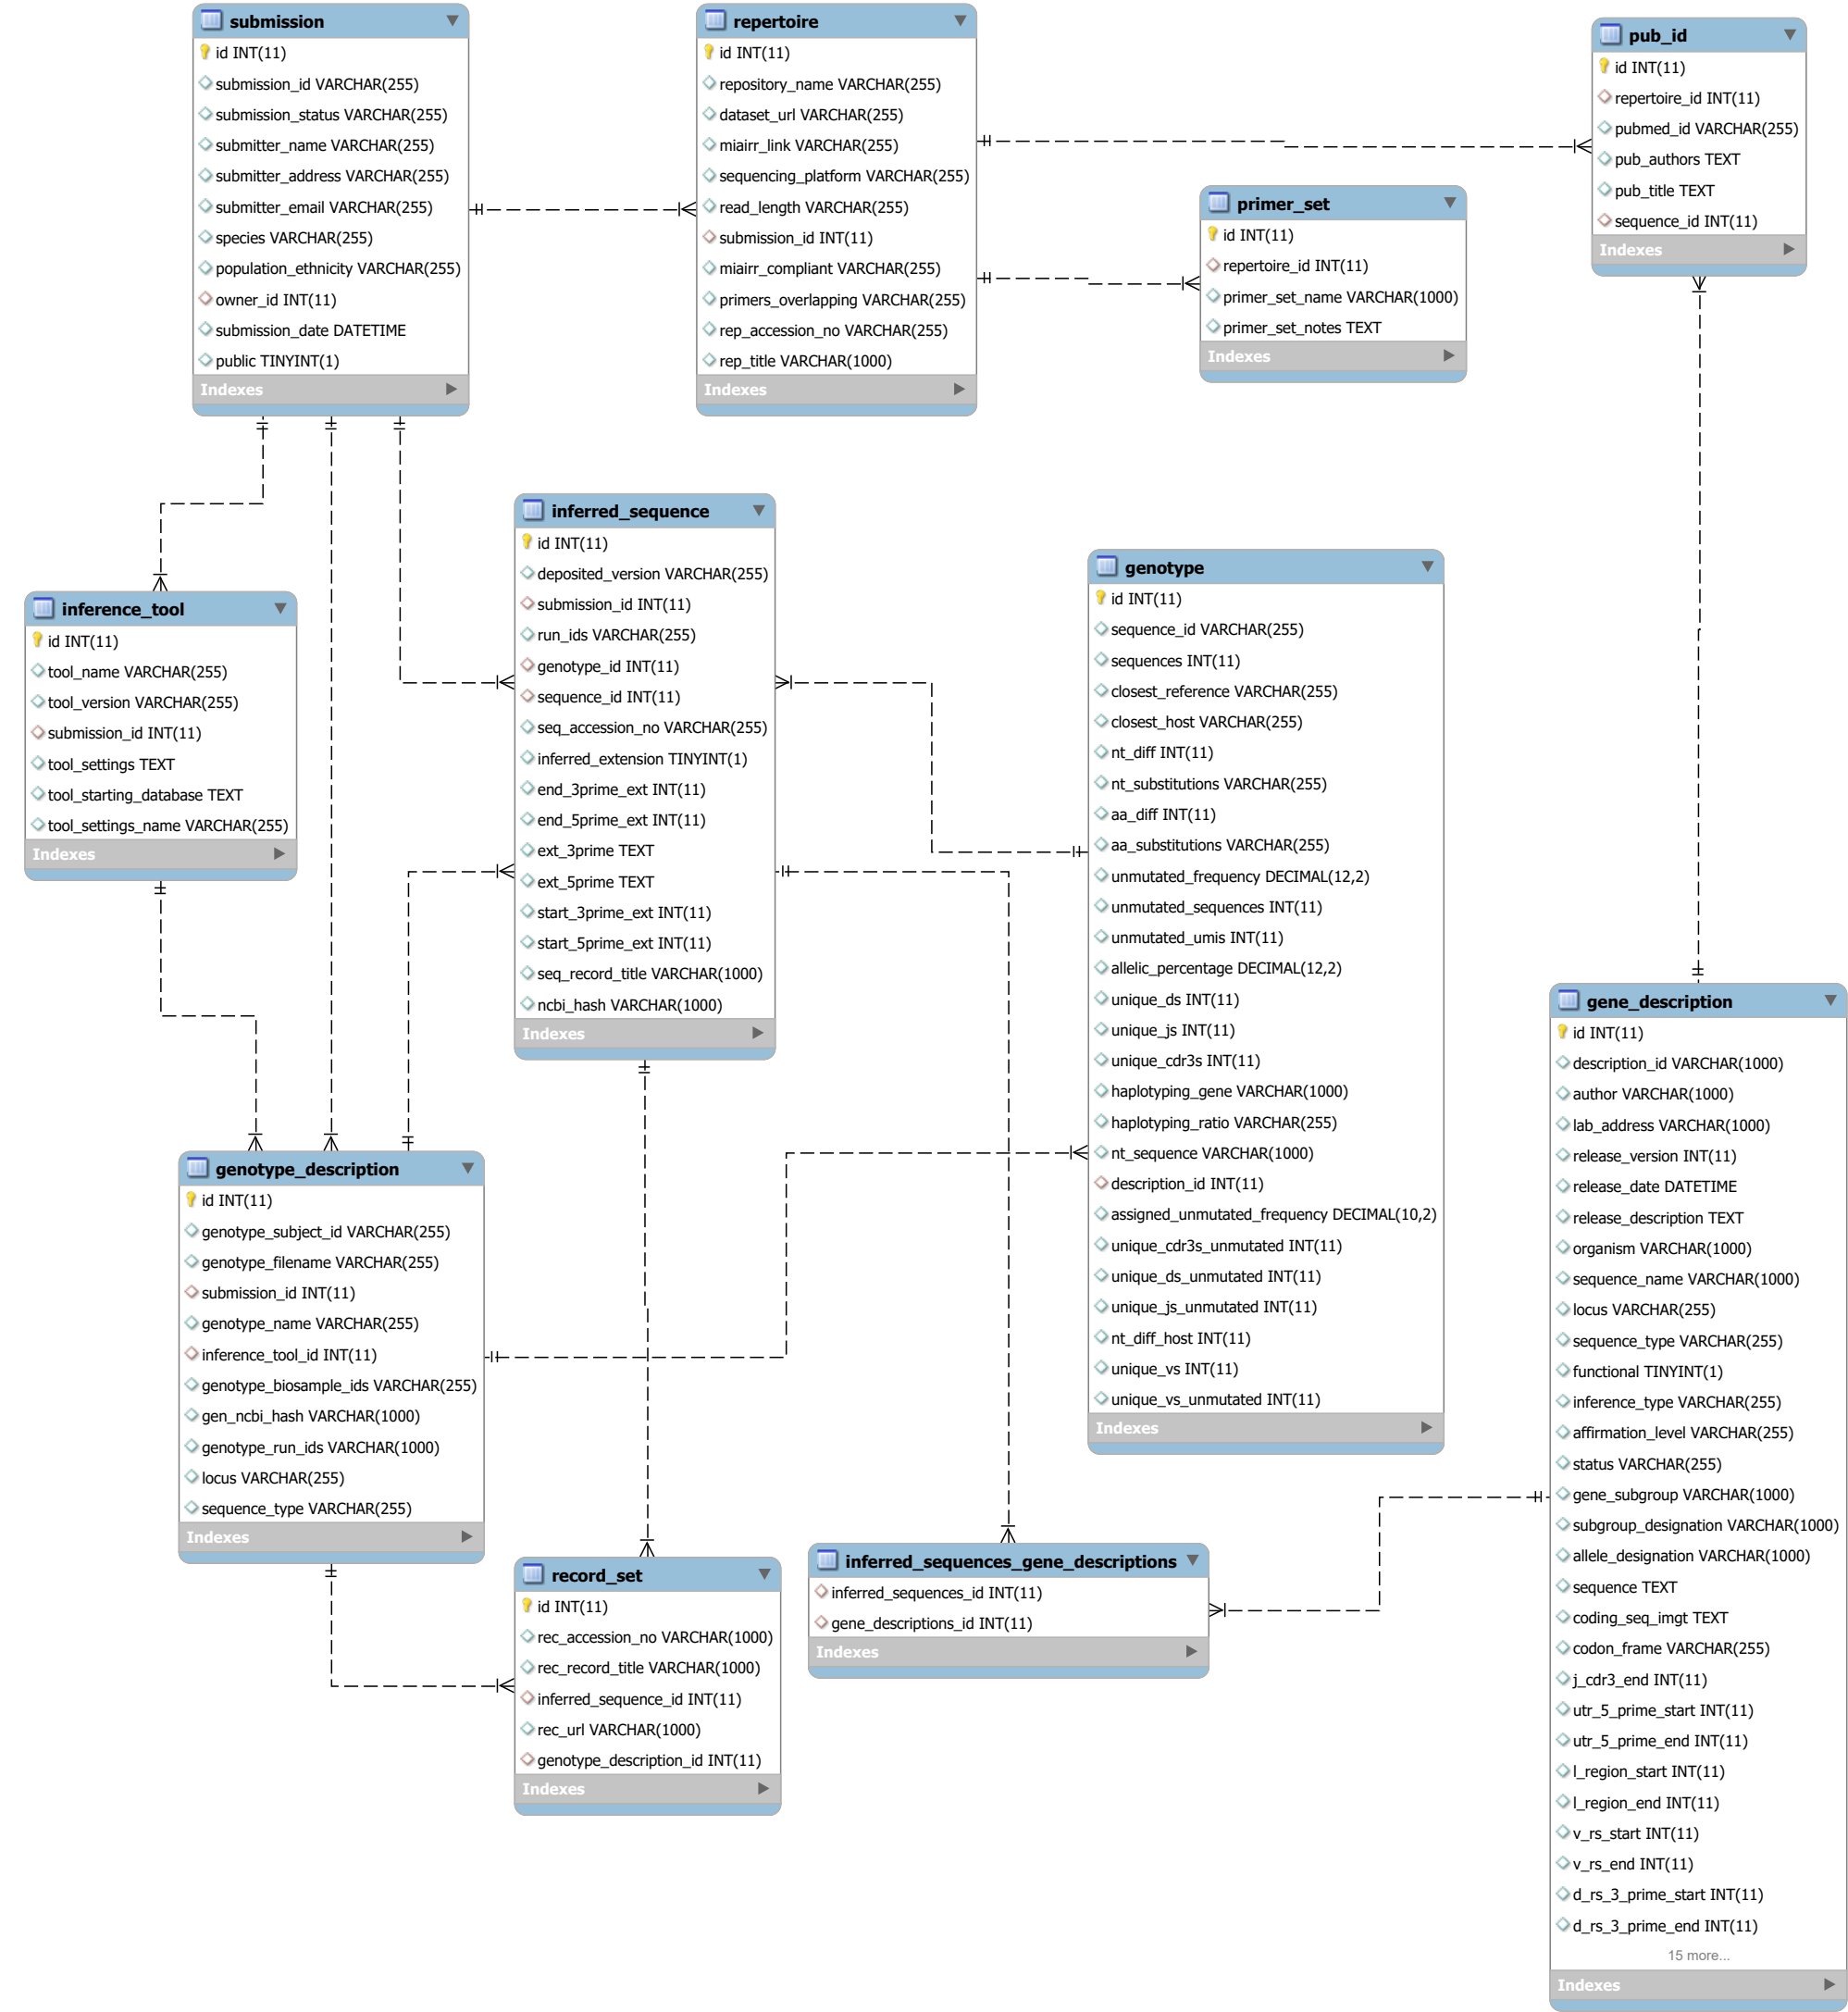 submission
id INT(11)
submission_id VARCHAR(255)
submission_status VARCHAR(255)
submitter_name VARCHAR(255)
submitter_address VARCHAR(255)
submitter_email VARCHAR(255)
species VARCHAR(255)
population_ethnicity VARCHAR(255)
owner_id INT(11)
submission_date DATETIME
public TINYINT(1)
Indexes
repertoire
id INT(11)
repository_name VARCHAR(255)
dataset_url VARCHAR(255)
miairr_link VARCHAR(255)
sequencing_platform VARCHAR(255)
read_length VARCHAR(255)
submission_id INT(11)
miairr_compliant VARCHAR(255)
primers_overlapping VARCHAR(255)
rep_accession_no VARCHAR(255)
rep_title VARCHAR(1000)
Indexes
pub_id
id INT(11)
repertoire_id INT(11)
pubmed_id VARCHAR(255)
pub_authors TEXT
pub_title TEXT
sequence_id INT(11)
Indexes
primer_set
id INT(11)
repertoire_id INT(11)
primer_set_name VARCHAR(1000)
primer_set_notes TEXT
Indexes
inference_tool
id INT(11)
tool_name VARCHAR(255)
tool_version VARCHAR(255)
submission_id INT(11)
tool_settings TEXT
tool_starting_database TEXT
tool_settings_name VARCHAR(255)
Indexes
inferred_sequence
id INT(11)
deposited_version VARCHAR(255)
submission_id INT(11)
run_ids VARCHAR(255)
genotype_id INT(11)
sequence_id INT(11)
seq_accession_no VARCHAR(255)
inferred_extension TINYINT(1)
end_3prime_ext INT(11)
end_5prime_ext INT(11)
ext_3prime TEXT
ext_5prime TEXT
start_3prime_ext INT(11)
start_5prime_ext INT(11)
seq_record_title VARCHAR(1000)
ncbi_hash VARCHAR(1000)
Indexes
genotype
id INT(11)
sequence_id VARCHAR(255)
sequences INT(11)
closest_reference VARCHAR(255)
closest_host VARCHAR(255)
nt_diff INT(11)
nt_substitutions VARCHAR(255)
aa_diff INT(11)
aa_substitutions VARCHAR(255)
unmutated_frequency DECIMAL(12,2)
unmutated_sequences INT(11)
unmutated_umis INT(11)
allelic_percentage DECIMAL(12,2)
unique_ds INT(11)
unique_js INT(11)
unique_cdr3s INT(11)
haplotyping_gene VARCHAR(1000)
haplotyping_ratio VARCHAR(255)
nt_sequence VARCHAR(1000)
description_id INT(11)
assigned_unmutated_frequency DECIMAL(10,2)
unique_cdr3s_unmutated INT(11)
unique_ds_unmutated INT(11)
unique_js_unmutated INT(11)
nt_diff_host INT(11)
unique_vs INT(11)
unique_vs_unmutated INT(11)
Indexes
gene_description
id INT(11)
description_id VARCHAR(1000)
author VARCHAR(1000)
lab_address VARCHAR(1000)
release_version INT(11)
release_date DATETIME
release_description TEXT
organism VARCHAR(1000)
sequence_name VARCHAR(1000)
locus VARCHAR(255)
sequence_type VARCHAR(255)
functional TINYINT(1)
inference_type VARCHAR(255)
affirmation_level VARCHAR(255)
status VARCHAR(255)
gene_subgroup VARCHAR(1000)
subgroup_designation VARCHAR(1000)
allele_designation VARCHAR(1000)
sequence TEXT
coding_seq_imgt TEXT
codon_frame VARCHAR(255)
j_cdr3_end INT(11)
utr_5_prime_start INT(11)
utr_5_prime_end INT(11)
l_region_start INT(11)
l_region_end INT(11)
v_rs_start INT(11)
v_rs_end INT(11)
d_rs_3_prime_start INT(11)
d_rs_3_prime_end INT(11)
15 more...
Indexes
genotype_description
id INT(11)
genotype_subject_id VARCHAR(255)
genotype_filename VARCHAR(255)
submission_id INT(11)
genotype_name VARCHAR(255)
inference_tool_id INT(11)
genotype_biosample_ids VARCHAR(255)
gen_ncbi_hash VARCHAR(1000)
genotype_run_ids VARCHAR(1000)
locus VARCHAR(255)
sequence_type VARCHAR(255)
Indexes
record_set
id INT(11)
rec_accession_no VARCHAR(1000)
rec_record_title VARCHAR(1000)
inferred_sequence_id INT(11)
rec_url VARCHAR(1000)
genotype_description_id INT(11)
Indexes
inferred_sequences_gene_descriptions
inferred_sequences_id INT(11)
gene_descriptions_id INT(11)
Indexes